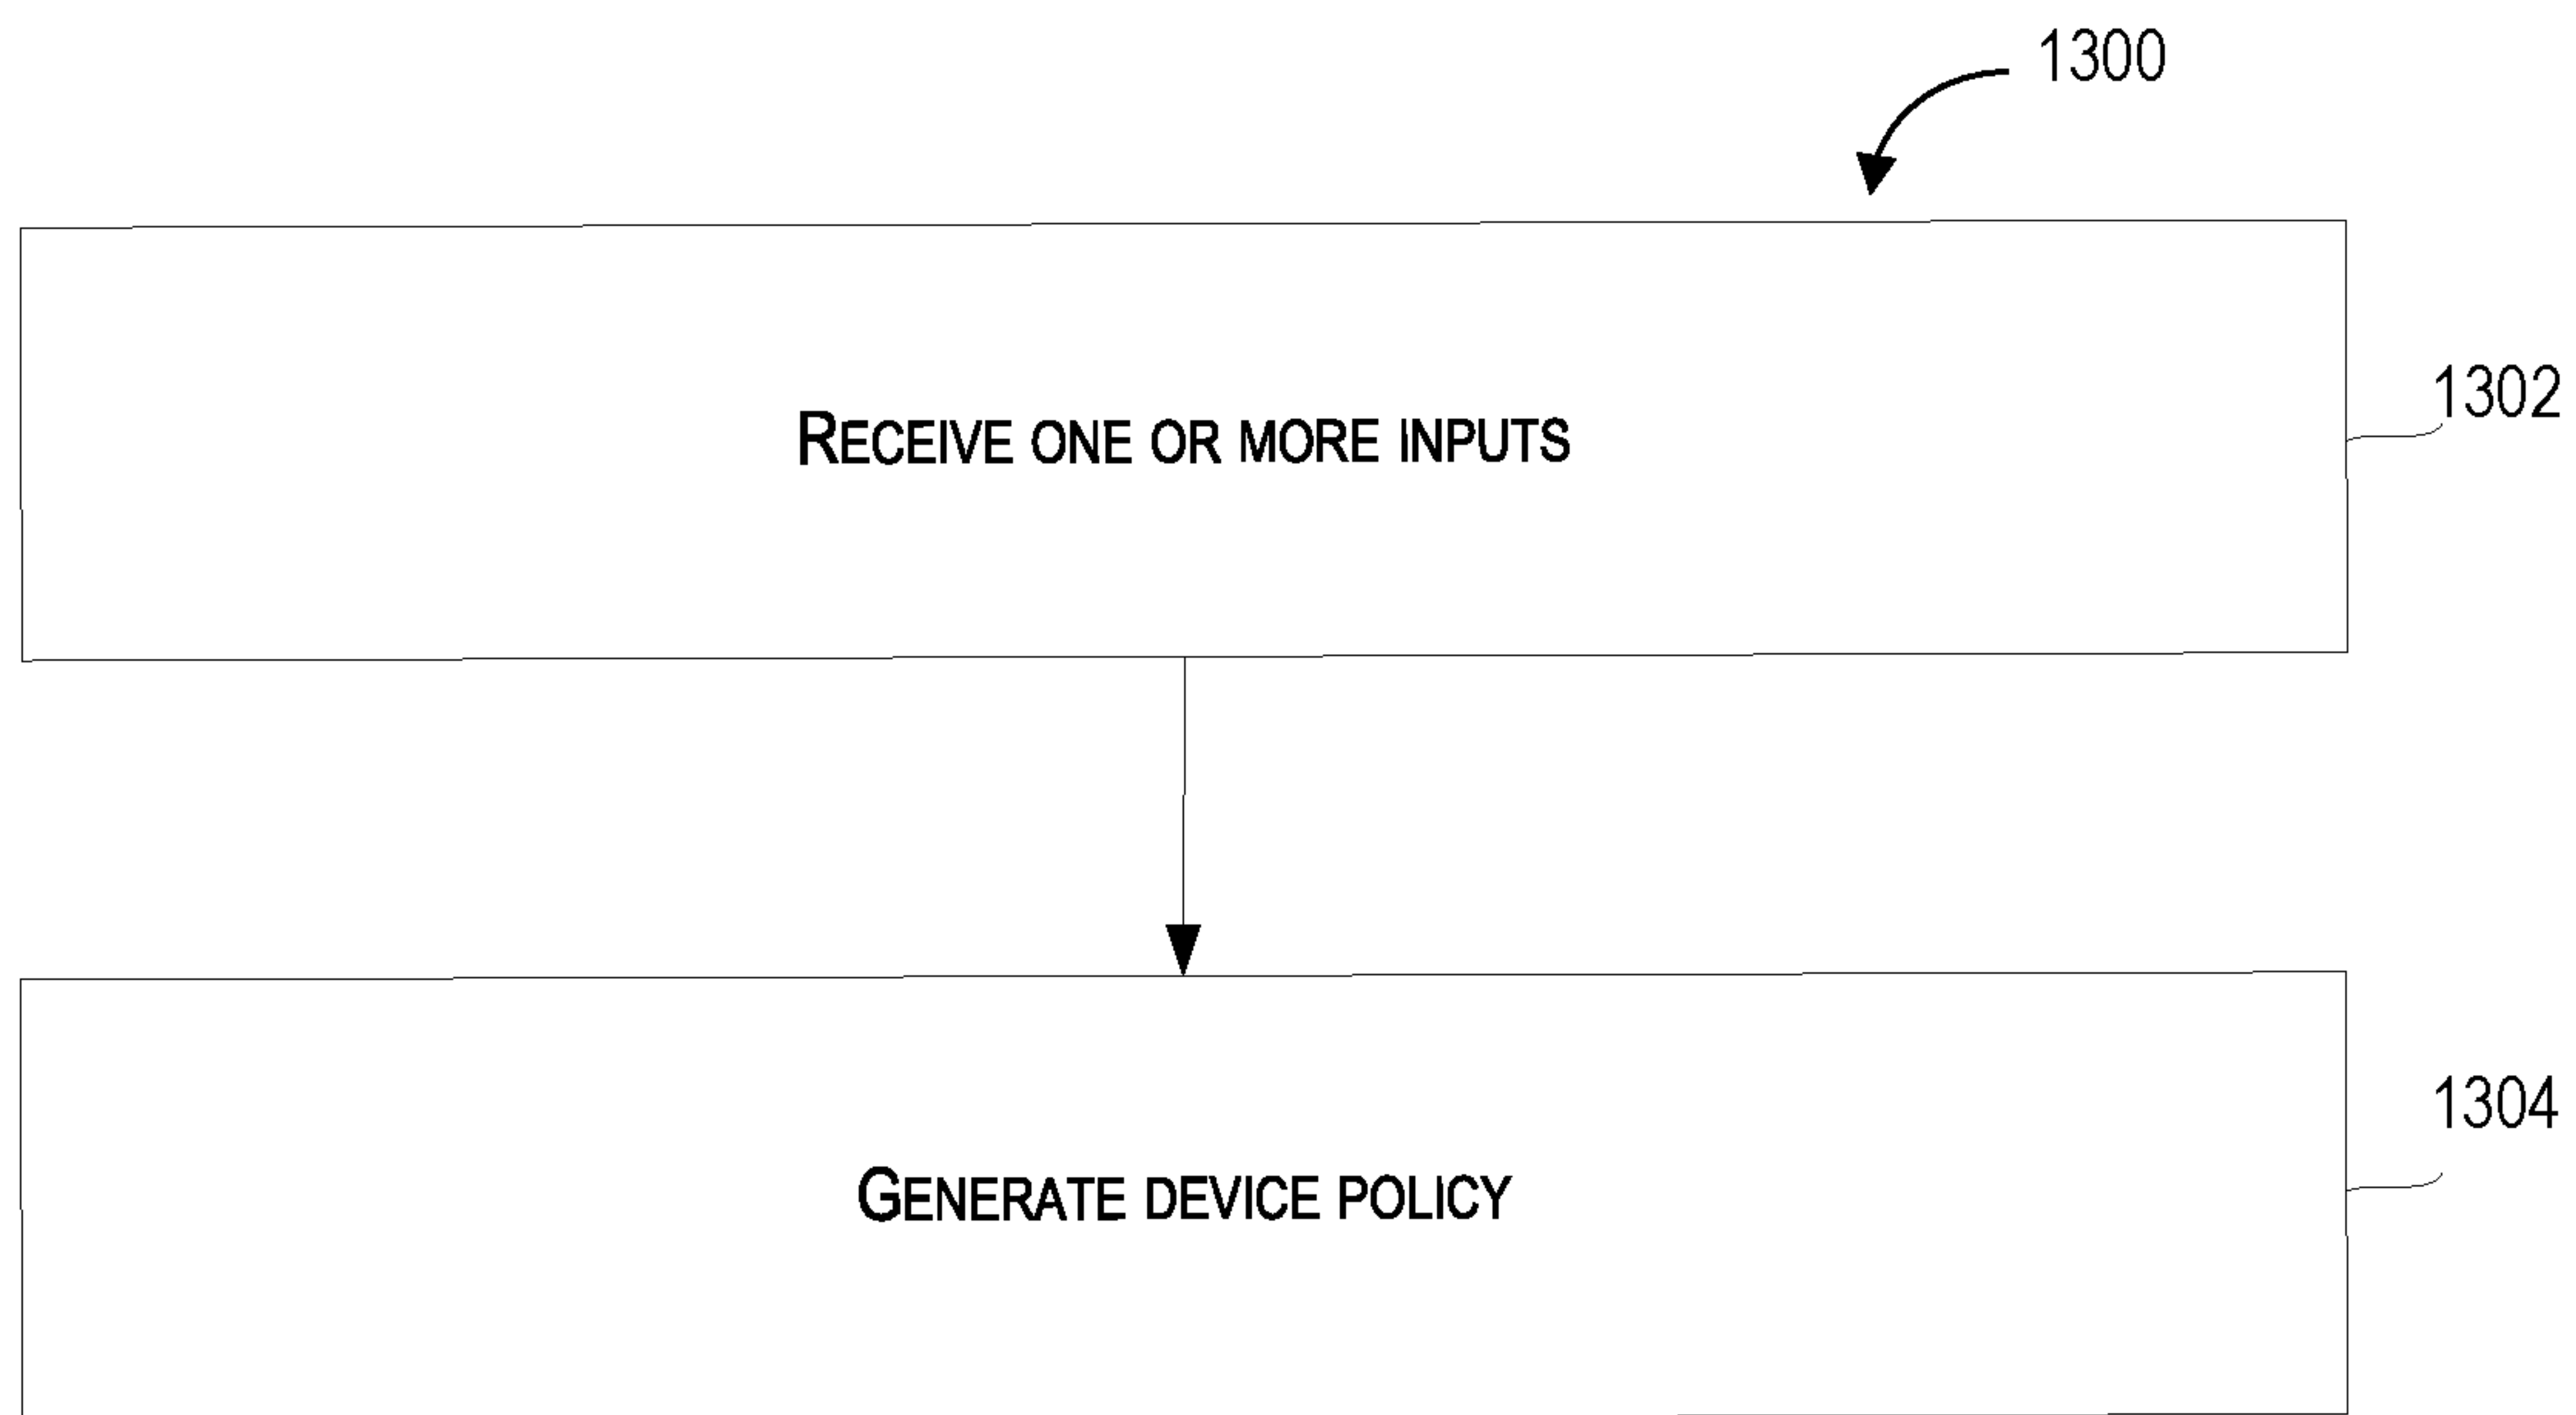 1300
RECEIVE ONE OR MORE INPUTS
1302
GENERATE DEVICE POLICY
1304